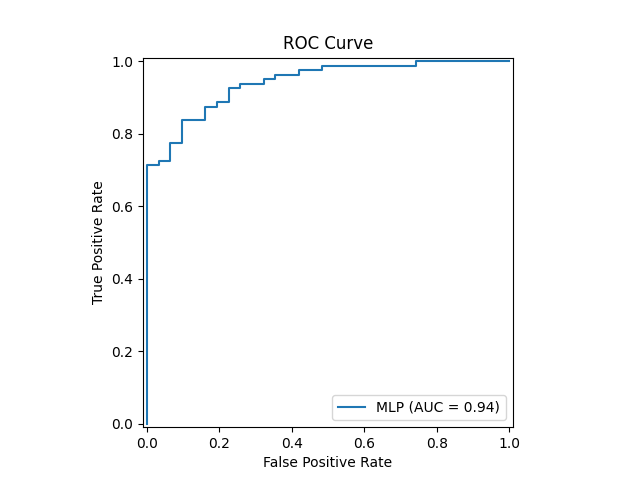 ROC Curve
1.0
0.8
0.6
0.4
0.2
0.0
True Positive Rate
MLP (AUC = 0.94)
0.0 0.2 0.4 0.6 0.8 1.0
False Positive Rate